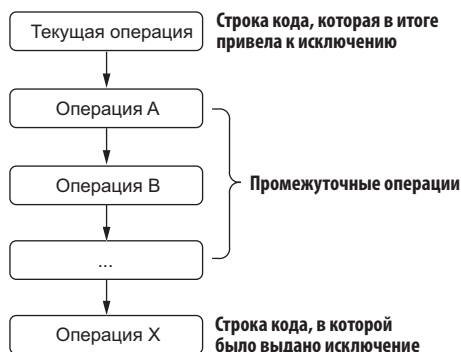 Текущая операция
Строка кода, которая в итоге
привела к исключению
Операция А
Операция В
Промежуточные операции
...
Операция Х
Строка кода, в которой
было выдано исключение